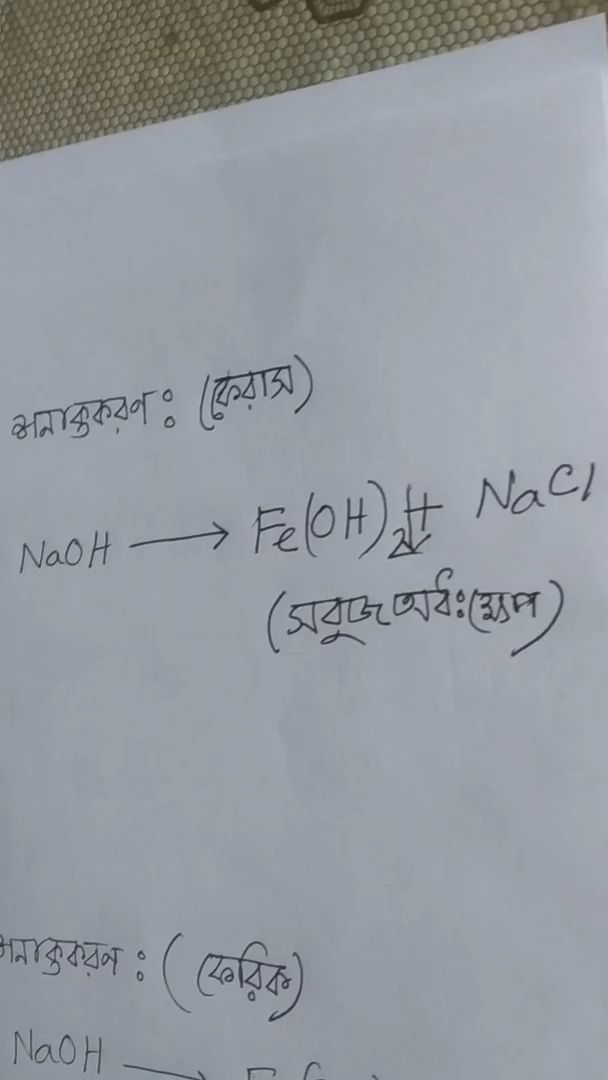 শনাক্তকরণ : (ফেরাস)
NaOH → Fe(OH)₂↓ + NaCl
(সবুজ অধঃক্ষেপ)
শনাক্তকরণ : (ফেরিক)
NaOH →